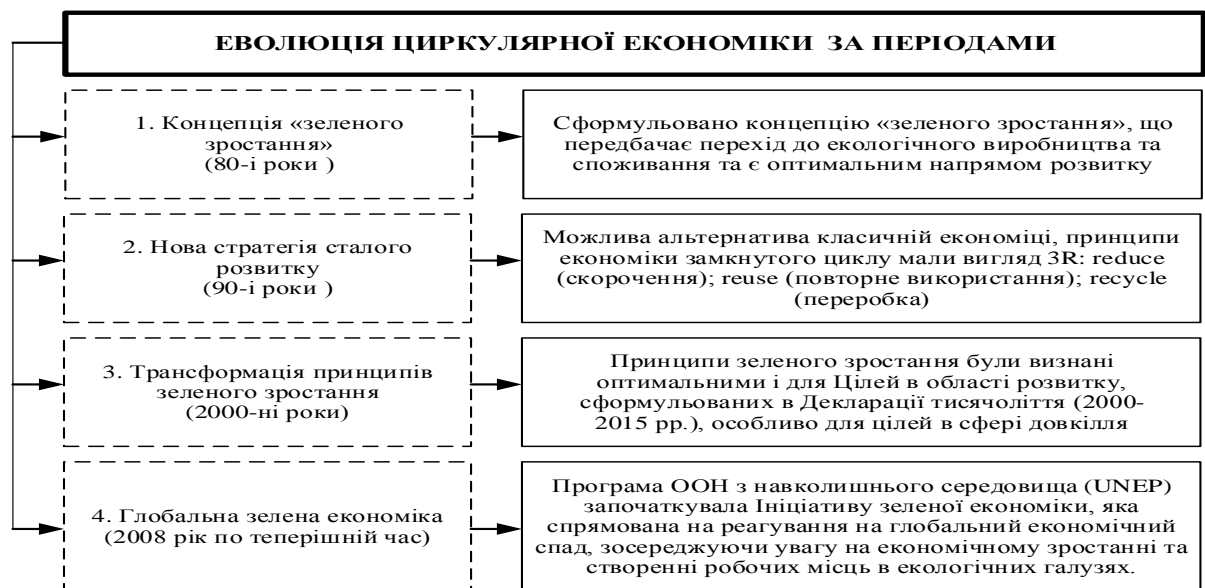 ЕВОЛЮЦІЯ ЦИРКУЛЯРНОЇ ЕКОНОМІКИ ЗА ПЕРІОДАМИ
1. Концепція «зеленого
зростання»
(80-і роки )
Сформульовано концепцію «зеленого зростання», що
передбачає перехід до екологічного виробництва та
споживання та є оптимальним напрямом розвитку
2. Нова стратегія сталого
розвитку
(90-і роки )
Можлива альтернатива класичній економіці, принципи
економіки замкнутого циклу мали вигляд 3R: reduce
(скорочення); reuse (повторне використання); recycle
(переробка)
3. Трансформація принципів
зеленого зростання
(2000-ні роки)
Принципи зеленого зростання були визнані
оптимальними і для Цілей в області розвитку,
сформульованих в Декларації тисячоліття (2000-
2015 рр.), особливо для цілей в сфері довкілля
4. Глобальна зелена економіка
(2008 рік по теперішній час)
Програма ООН з навколишнього середовища (UNEP)
започаткувала Ініціативу зеленої економіки, яка
спрямована на реагування на глобальний економічний
спад, зосереджуючи увагу на економічному зростанні та
створенні робочих місць в екологічних галузях.